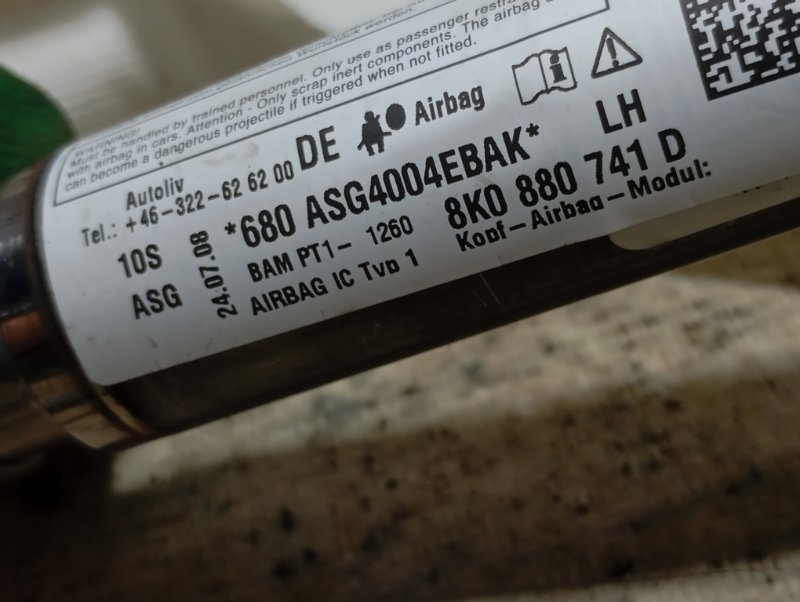 WARNING!
Must be handled by trained personnel. Only use as passenger
with airbag in cars. Attention - Only scrap inert components. The airbag
can become a dangerous projectile if triggered when not fitted.
Autoliv
Tel.: +46-322-62 62 00
DE
Airbag
10S
ASG
24.07.08
*680 ASG4004EBAK*
LH
BAM PT1- 1260
8K0 880 741 D
AIRBAG IC Typ 1
Kopf-Airbag-Modul: